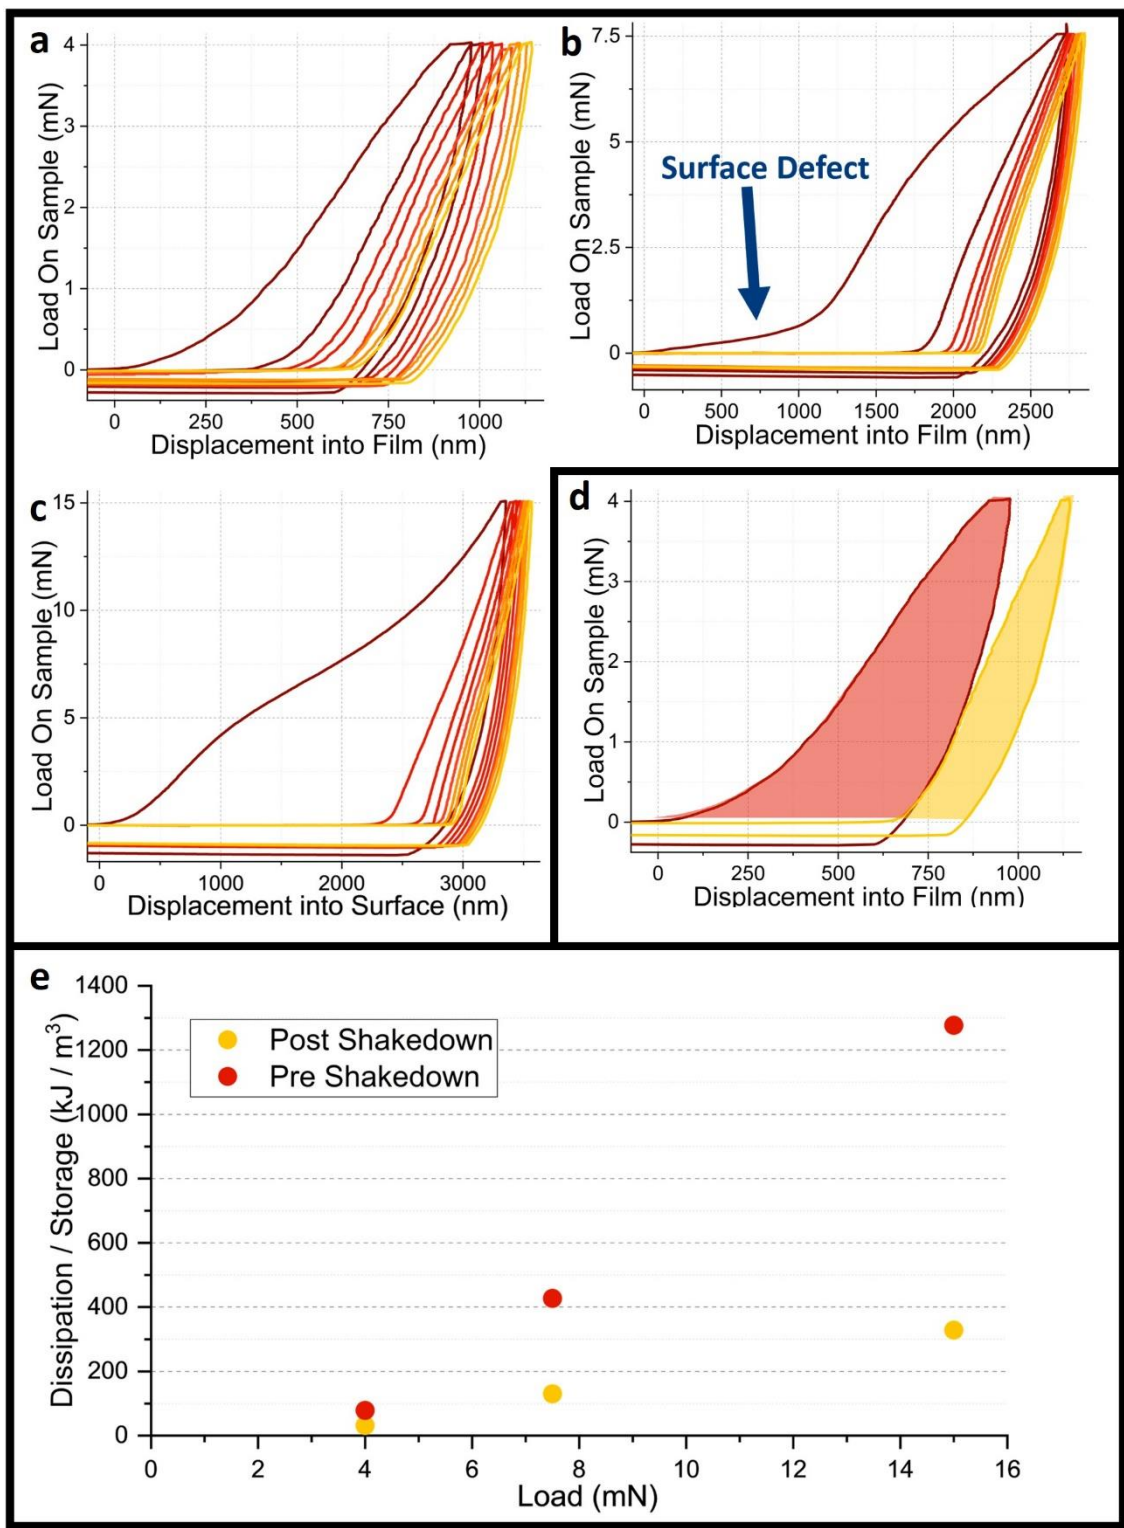 a
4
3
2
1
0
Load On Sample (mN)
0 250 500 750 1000
Displacement into Film (nm)
b
7.5
5
2.5
0
Load On Sample (mN)
Surface Defect
0 500 1000 1500 2000 2500
Displacement into Film (nm)
c
15
10
5
0
Load On Sample (mN)
0 1000 2000 3000
Displacement into Surface (nm)
d
4
3
2
1
0
Load On Sample (mN)
0 250 500 750 1000
Displacement into Film (nm)
e
1400
1200
1000
800
600
400
200
0
Dissipation / Storage (kJ / m³)
Post Shakedown
Pre Shakedown
0 2 4 6 8 10 12 14 16
Load (mN)